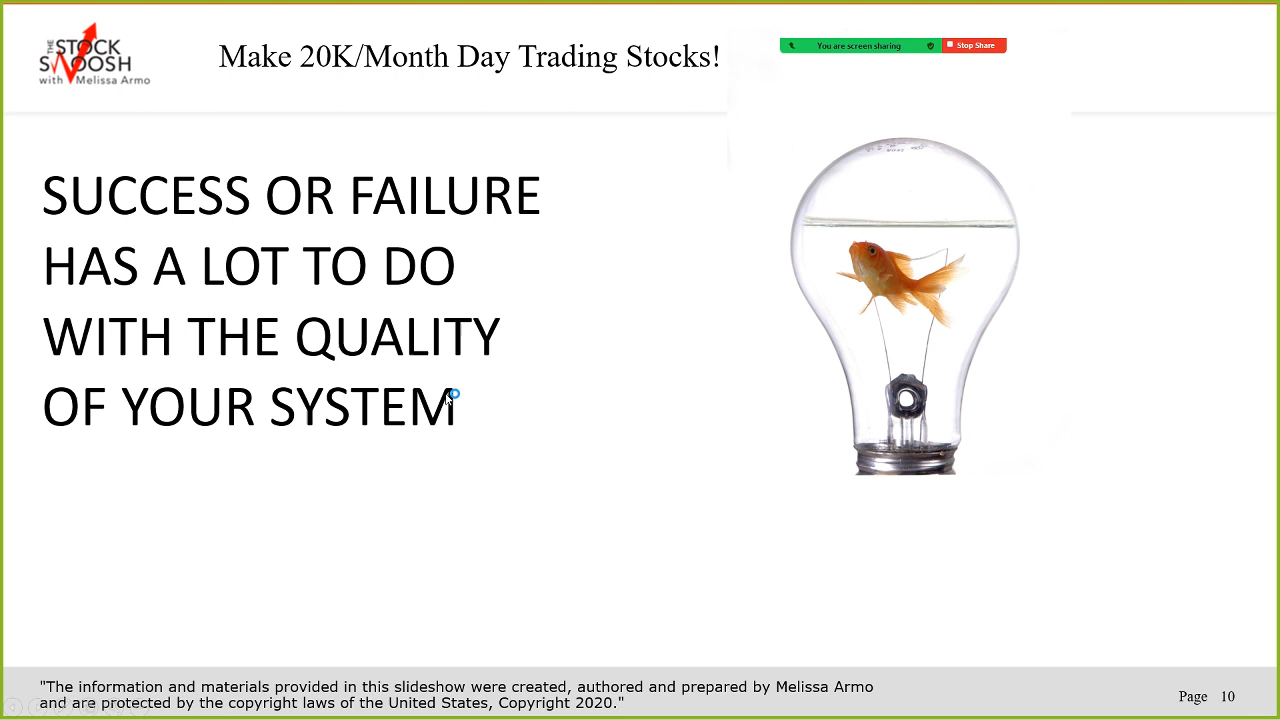 THE
STOCK
SWOOSH
with Melissa Armo
Make 20K/Month Day Trading Stocks!
You are screen sharing
Stop Share
SUCCESS OR FAILURE
HAS A LOT TO DO
WITH THE QUALITY
OF YOUR SYSTEM
"The information and materials provided in this slideshow were created, authored and prepared by Melissa Armo
and are protected by the copyright laws of the United States, Copyright 2020."
Page 10